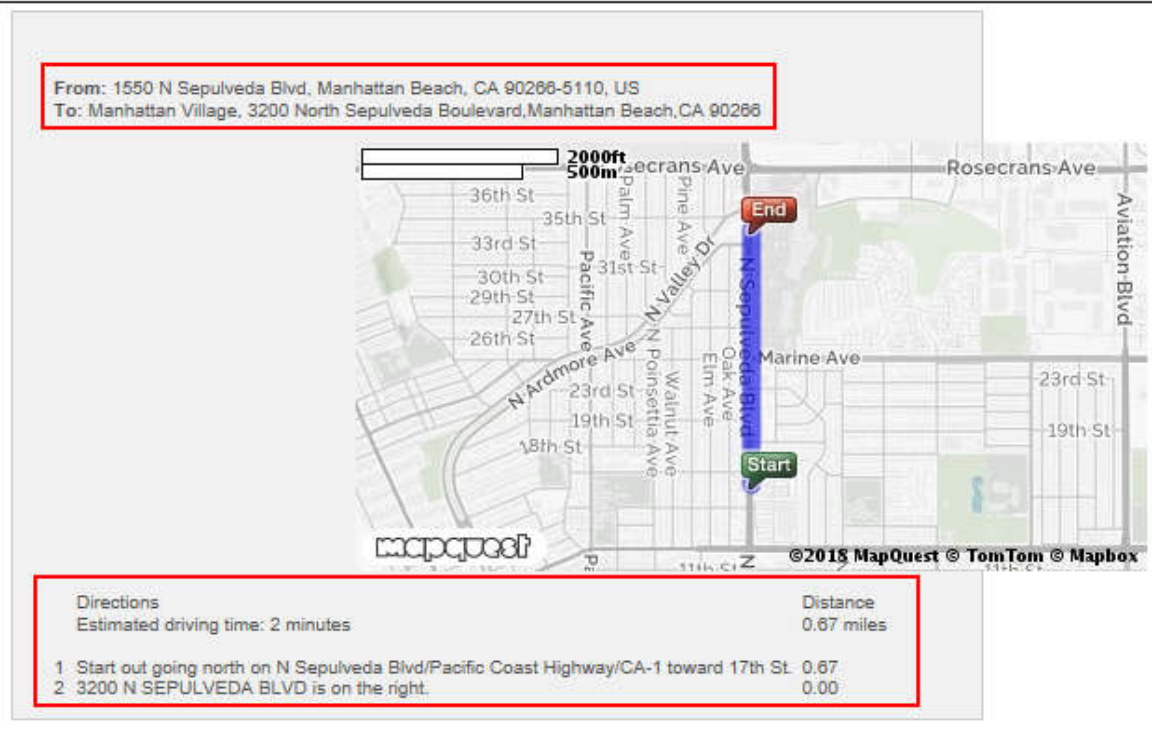 From: 1550 N Sepulveda Blvd, Manhattan Beach, CA 90266-5110, US
To: Manhattan Village, 3200 North Sepulveda Boulevard,Manhattan Beach,CA 90266
2000ft
500m
secrans Ave
Rosecrans Ave
36th St
35th St
33rd St
31st St
30th St
29th St
27th St
26th St
23rd St
19th St
18th St
Pacific Ave
Palm Ave
Pine Ave
N Valley Dr
N Ardmore Ave
N Poinsettia Ave
Walnut Ave
Elm Ave
Oak Ave
N Sepulveda Blvd
End
Start
Marine Ave
Aviation Blvd
23rd St
19th St
11th St
N
11th St
mapquest
©2018 MapQuest © TomTom © Mapbox
Directions Distance
Estimated driving time: 2 minutes 0.67 miles
1 Start out going north on N Sepulveda Blvd/Pacific Coast Highway/CA-1 toward 17th St. 0.67
2 3200 N SEPULVEDA BLVD is on the right. 0.00